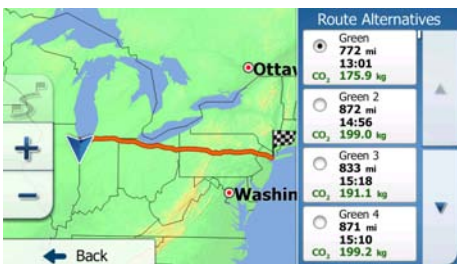 Ottav
Washin
+
-
Back
Route Alternatives
Green
772 mi
13:01
CO2 175.9 kg
Green 2
872 mi
14:56
CO2 199.0 kg
Green 3
833 mi
15:18
CO2 191.1 kg
Green 4
871 mi
15:10
CO2 199.2 kg